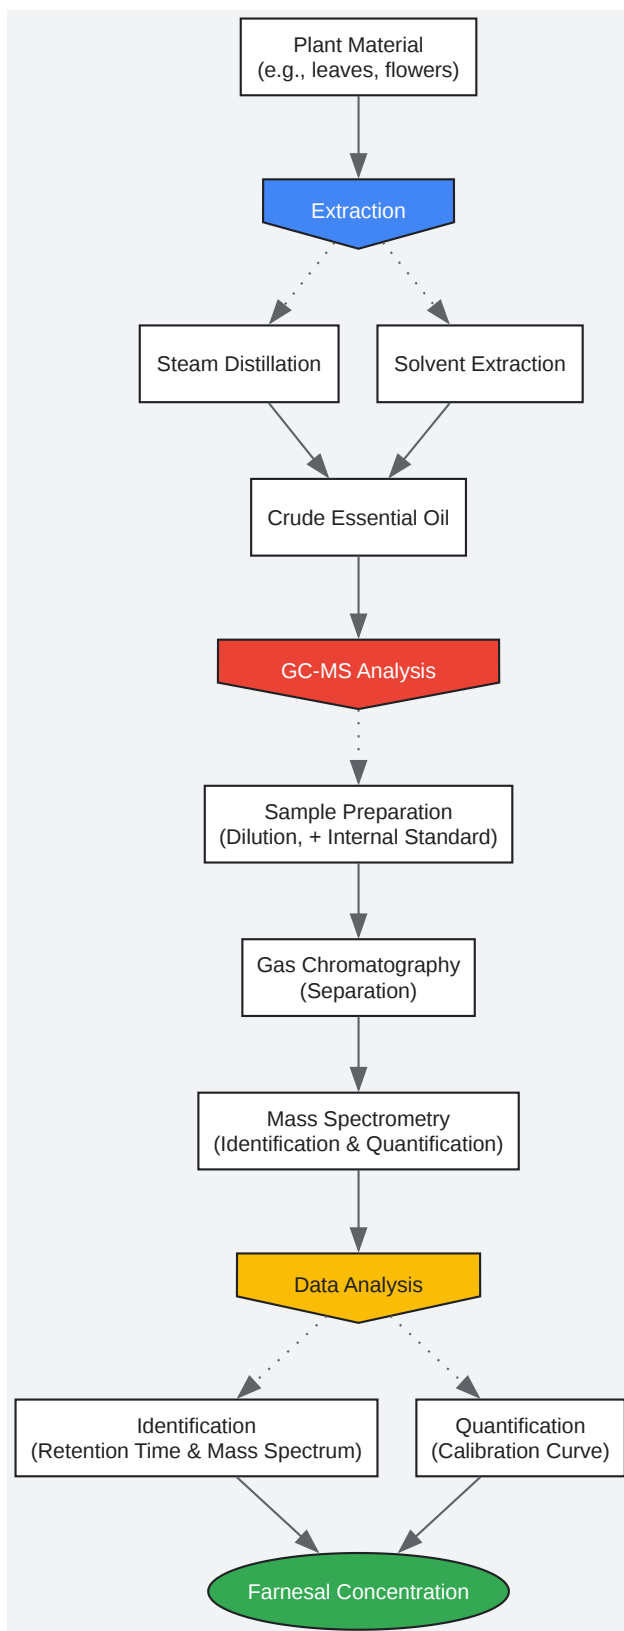 Plant Material
(e.g., leaves, flowers)
Extraction
Steam Distillation
Solvent Extraction
Crude Essential Oil
GC-MS Analysis
Sample Preparation
(Dilution, + Internal Standard)
Gas Chromatography
(Separation)
Mass Spectrometry
(Identification & Quantification)
Data Analysis
Identification
(Retention Time & Mass Spectrum)
Quantification
(Calibration Curve)
Farnesal Concentration